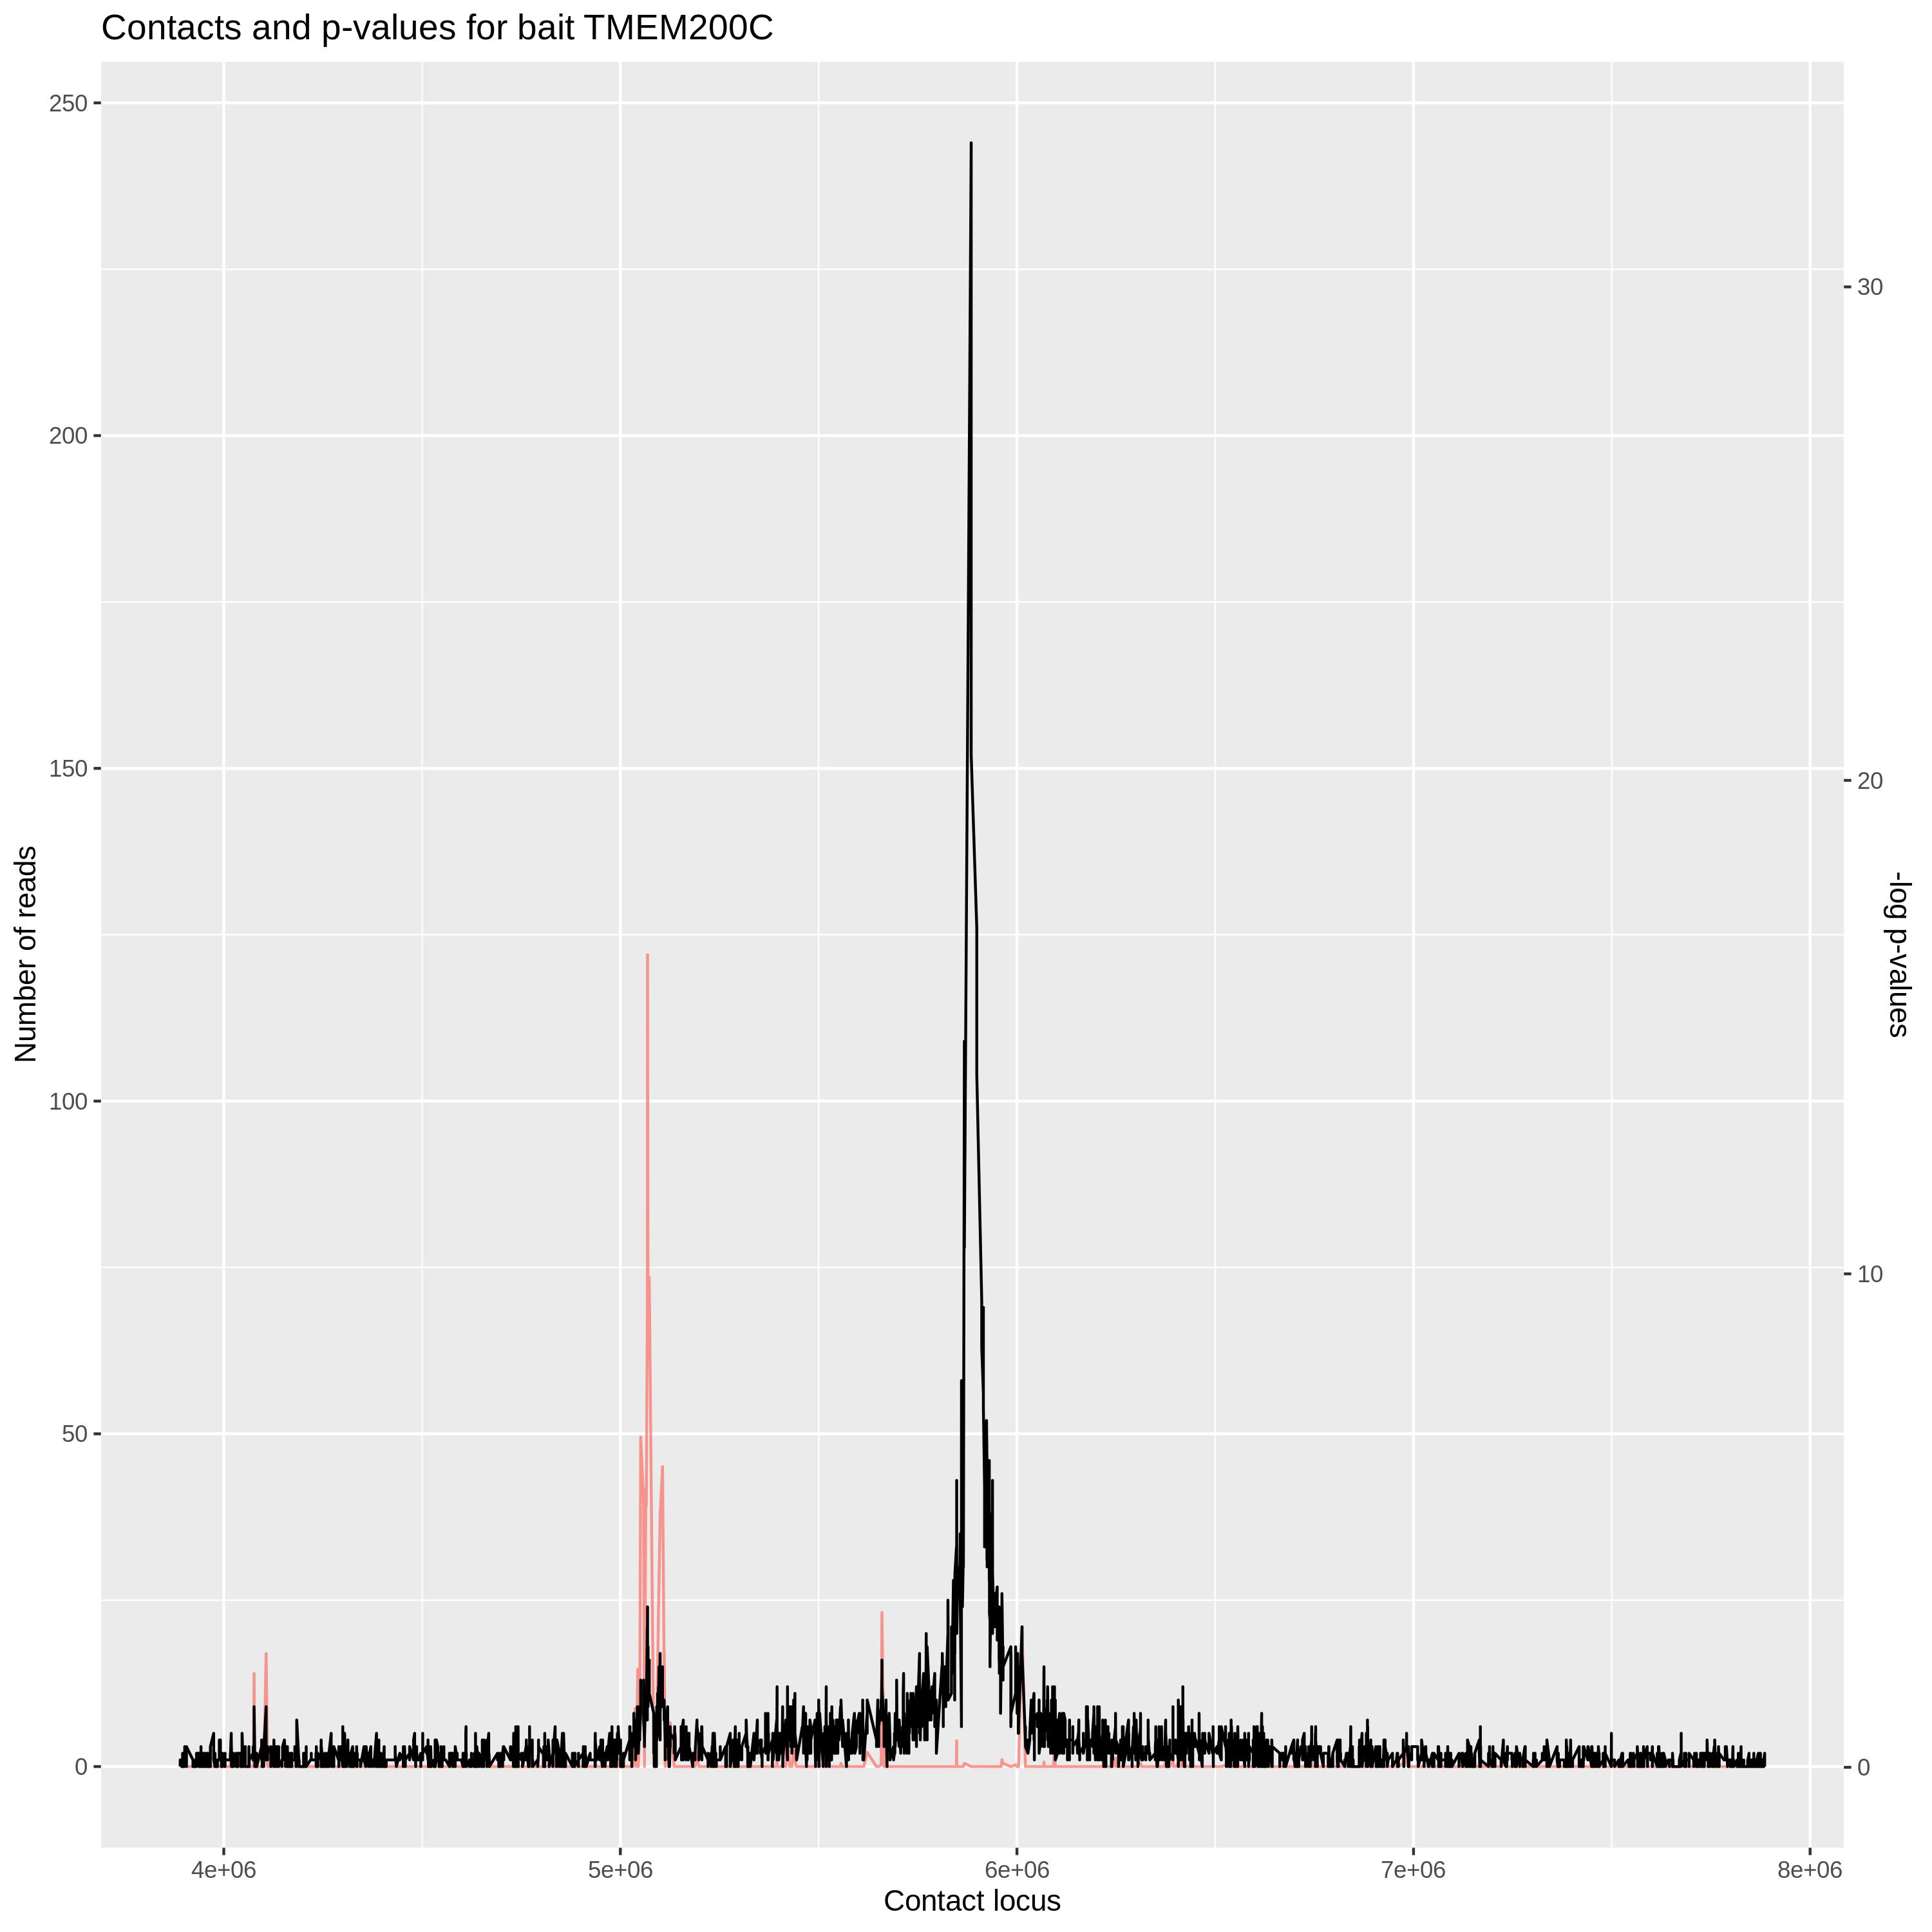 Contacts and p-values for bait TMEM200C
Number of reads
250
200
150
100
50
0
30
20
10
0
-log p-values
4e+06
5e+06
6e+06
7e+06
8e+06
Contact locus